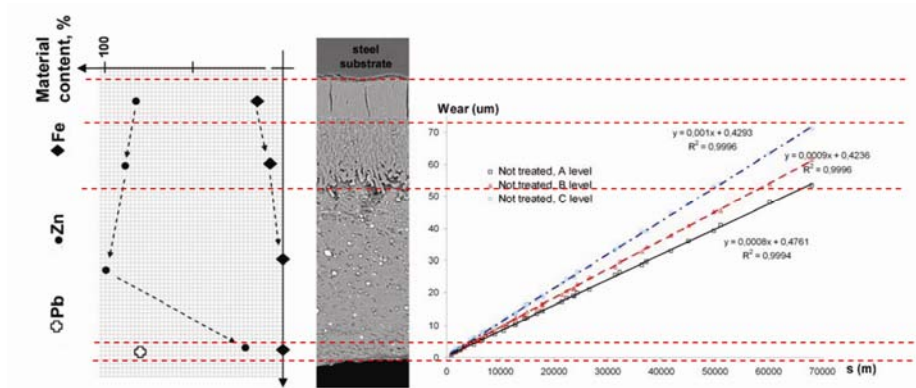 Material
content, %
100
Fe
Zn
Pb
steel
substrate
Wear (um)
70
60
50
40
30
20
10
0
Not treated, A level
Not treated, B level
Not treated, C level
y = 0,001x + 0,4293
R² = 0,9996
y = 0,0009x + 0,4236
R² = 0,9996
y = 0,0008x + 0,4761
R² = 0,9994
0 10000 20000 30000 40000 50000 60000 70000
s (m)